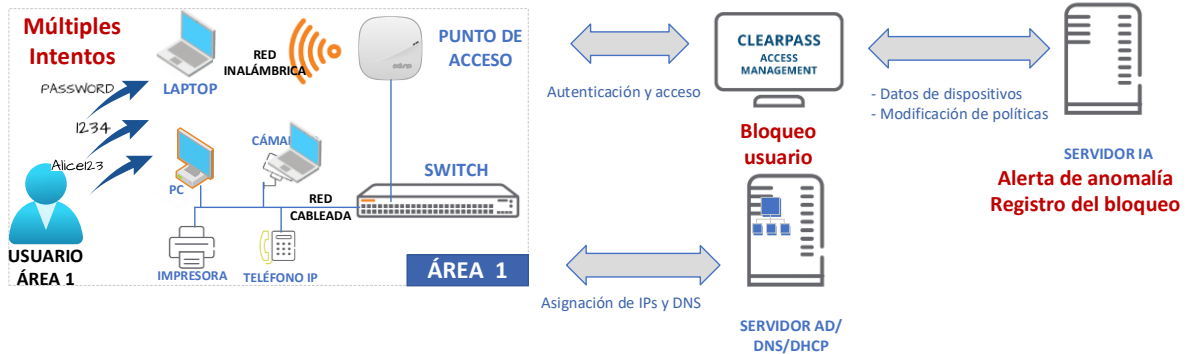 Múltiples
Intentos
PASSWORD
1234
Alice123
USUARIO
ÁREA 1
LAPTOP
RED
INALÁMBRICA
PUNTO DE
ACCESO
PC
CÁMA
SWITCH
RED
CABLEADA
IMPRESORA
TELÉFONO IP
ÁREA 1
Autenticación y acceso
CLEARPASS
ACCESS
MANAGEMENT
Bloqueo
usuario
- Datos de dispositivos
- Modificación de políticas
SERVIDOR IA
Alerta de anomalía
Registro del bloqueo
Asignación de IPs y DNS
SERVIDOR AD/
DNS/DHCP